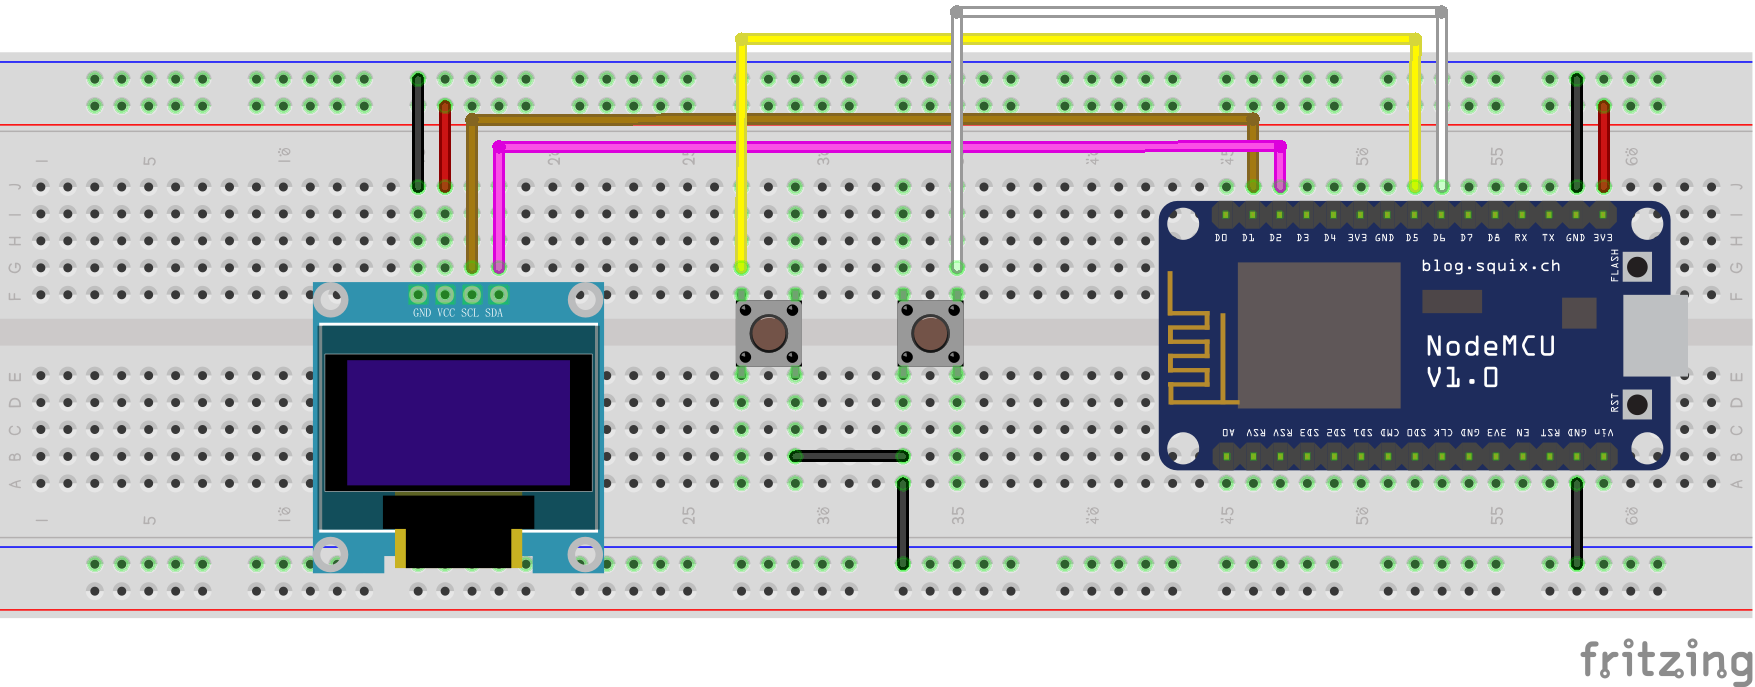 1 5 10 20 25 30 35 40 45 50 55 60
J J
I I
H H
G G
F F
D0 D1 D2 D3 D4 3V3 GND D5 D6 D7 D8 RX TX GND 3V3
FLASH
blog.squix.ch
GND VCC SCL SDA
NodeMCU
V1.0
RST
E E
D D
C C
B B
A A
A0 RSV RSV SD3 SD2 SD1 CMD SD0 CLK GND 3V3 EN RST GND Vin
1 5 10 25 30 35 40 45 50 55 60
fritzing